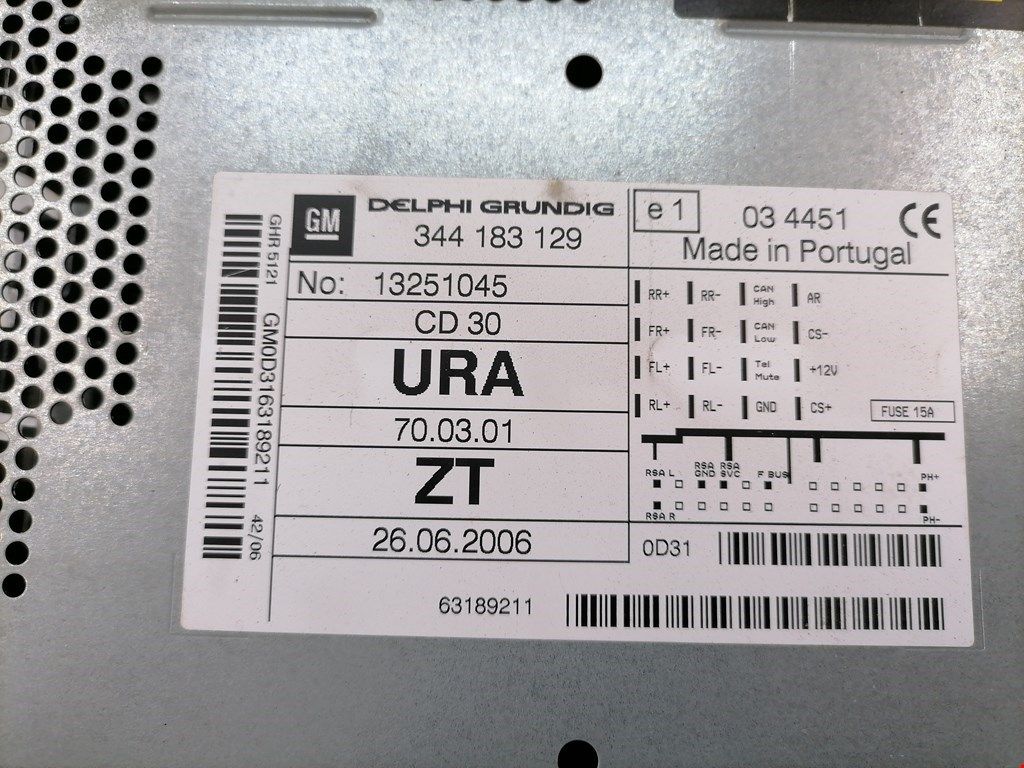 GHR 5121 GM0D3163189211 42/06
GM
DELPHI GRUNDIG
344 183 129
No: 13251045
CD 30
URA
70.03.01
ZT
26.06.2006
63189211
e 1
03 4451 CE
Made in Portugal
RR+ RR- CAN High AR
FR+ FR- CAN Low CS-
FL+ FL- Tel Mute +12V
RL+ RL- GND CS+
FUSE 15A
RSA L RSA GND RSA SVC F BUS PH+
RSA R PH-
0D31